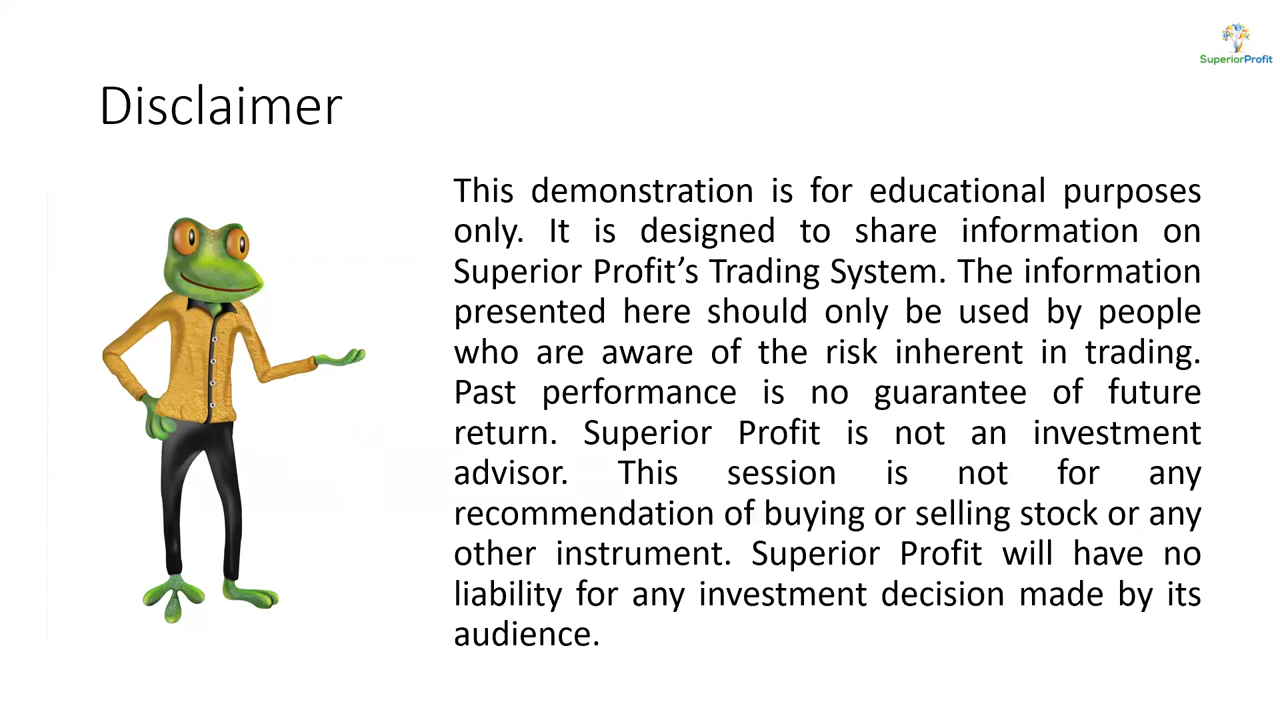 SuperiorProfit
Disclaimer
This demonstration is for educational purposes
only. It is designed to share information on
Superior Profit’s Trading System. The information
presented here should only be used by people
who are aware of the risk inherent in trading.
Past performance is no guarantee of future
return. Superior Profit is not an investment
advisor. This session is not for any
recommendation of buying or selling stock or any
other instrument. Superior Profit will have no
liability for any investment decision made by its
audience.